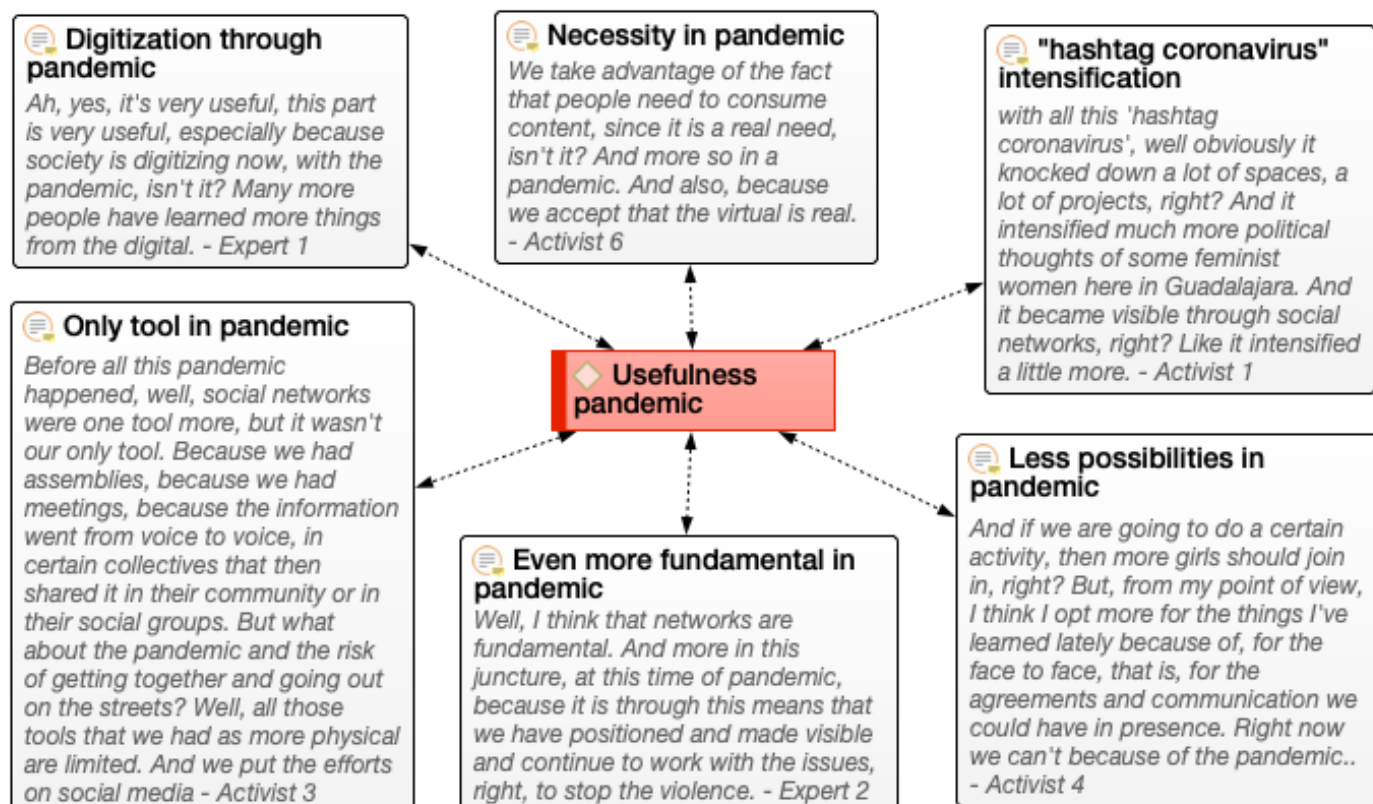 Digitization through
pandemic
Ah, yes, it's very useful, this part
is very useful, especially because
society is digitizing now, with the
pandemic, isn't it? Many more
people have learned more things
from the digital. - Expert 1
Necessity in pandemic
We take advantage of the fact
that people need to consume
content, since it is a real need,
isn't it? And more so in a
pandemic. And also, because
we accept that the virtual is real.
- Activist 6
"hashtag coronavirus"
intensification
with all this 'hashtag
coronavirus', well obviously it
knocked down a lot of spaces, a
lot of projects, right? And it
intensified much more political
thoughts of some feminist
women here in Guadalajara. And
it became visible through social
networks, right? Like it intensified
a little more. - Activist 1
Usefulness
pandemic
Only tool in pandemic
Before all this pandemic
happened, well, social networks
were one tool more, but it wasn't
our only tool. Because we had
assemblies, because we had
meetings, because the information
went from voice to voice, in
certain collectives that then
shared it in their community or in
their social groups. But what
about the pandemic and the risk
of getting together and going out
on the streets? Well, all those
tools that we had as more physical
are limited. And we put the efforts
on social media - Activist 3
Even more fundamental in
pandemic
Well, I think that networks are
fundamental. And more in this
juncture, at this time of pandemic,
because it is through this means that
we have positioned and made visible
and continue to work with the issues,
right, to stop the violence. - Expert 2
Less possibilities in
pandemic
And if we are going to do a certain
activity, then more girls should join
in, right? But, from my point of view,
I think I opt more for the things I've
learned lately because of, for the
face to face, that is, for the
agreements and communication we
could have in presence. Right now
we can't because of the pandemic..
- Activist 4